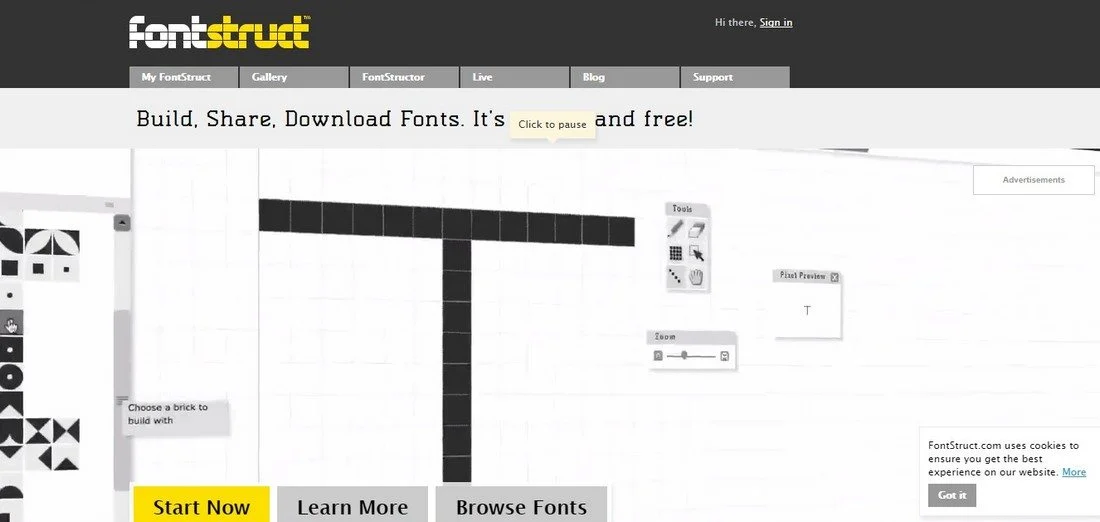 fontstruct™
Hi there, Sign in
My FontStruct
Gallery
FontStructor
Live
Blog
Support
Build, Share, Download Fonts. It's and free!
Click to pause
Advertisements
Tools
Pixel Preview
T
Zoom
Choose a brick to
build with
FontStruct.com uses cookies to
ensure you get the best
experience on our website. More
Got it
Start Now
Learn More
Browse Fonts